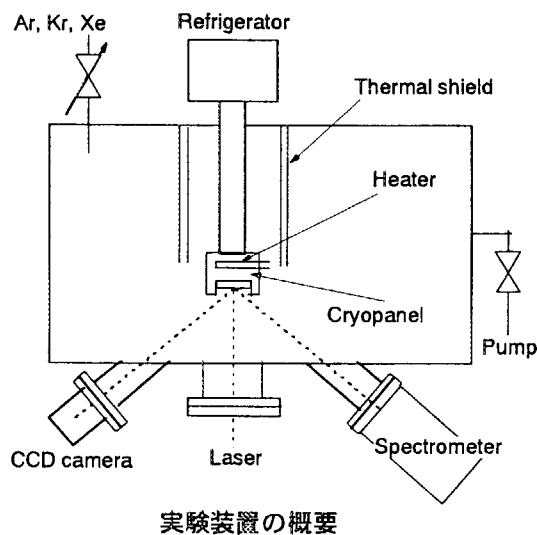 Ar, Kr, Xe
Refrigerator
Thermal shield
Heater
Cryopanel
Pump
CCD camera
Laser
Spectrometer
実験装置の概要